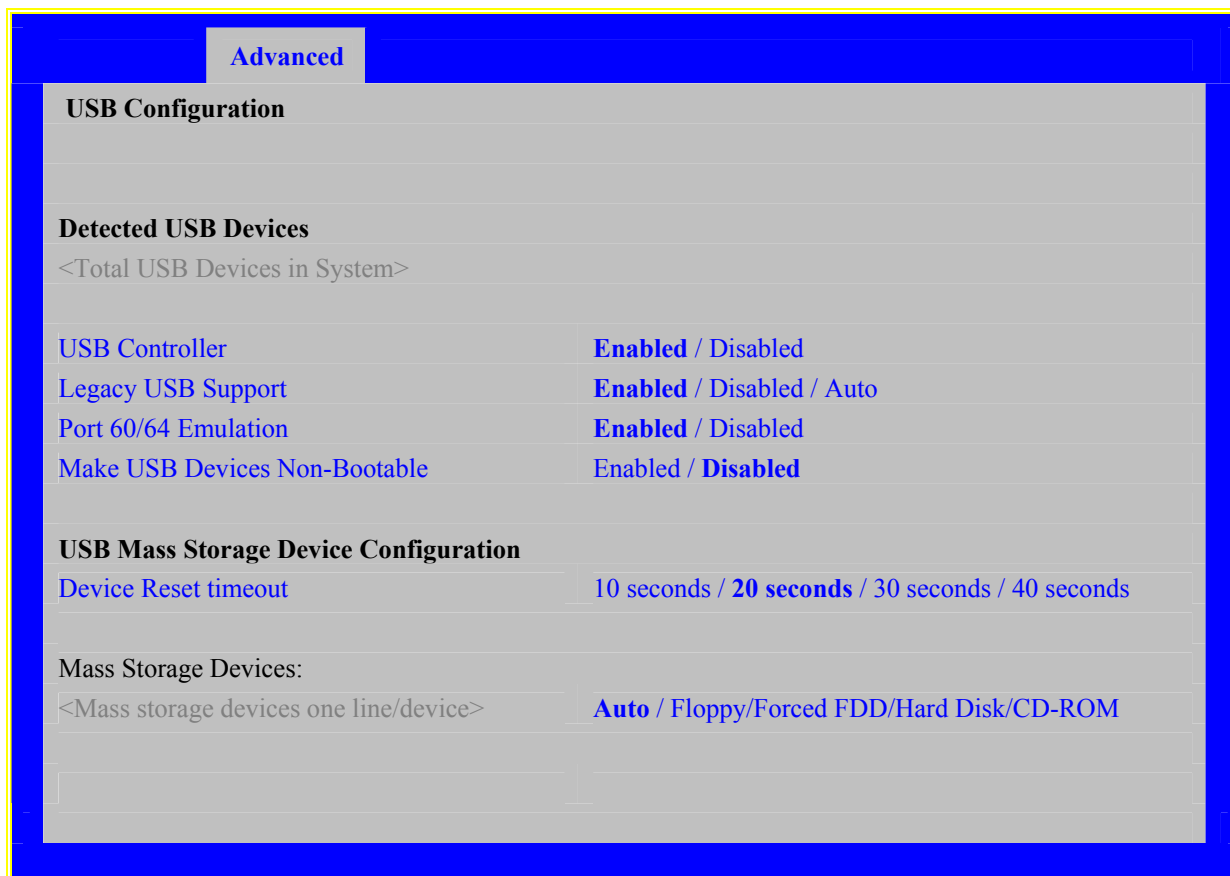 Advanced
USB Configuration
Detected USB Devices
<Total USB Devices in System>
USB Controller Enabled / Disabled
Legacy USB Support Enabled / Disabled / Auto
Port 60/64 Emulation Enabled / Disabled
Make USB Devices Non-Bootable Enabled / Disabled
USB Mass Storage Device Configuration
Device Reset timeout 10 seconds / 20 seconds / 30 seconds / 40 seconds
Mass Storage Devices:
<Mass storage devices one line/device> Auto / Floppy/Forced FDD/Hard Disk/CD-ROM